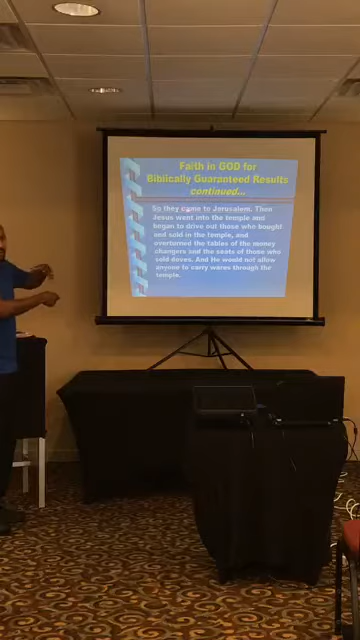 Faith in GOD for
Biblically Guaranteed Results
continued...
So they came to Jerusalem. Then
Jesus went into the temple and
began to drive out those who bought
and sold in the temple, and
overturned the tables of the money
changers and the seats of those who
sold doves. And He would not allow
anyone to carry wares through the
temple.